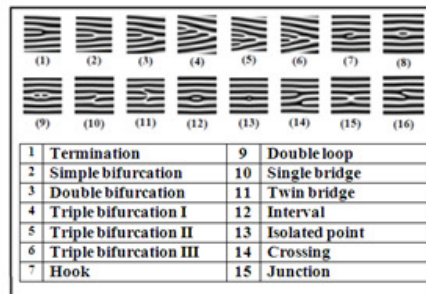 (1) (2) (3) (4) (5) (6) (7) (8)
(9) (10) (11) (12) (13) (14) (15) (16)
1 Termination 9 Double loop
2 Simple bifurcation 10 Single bridge
3 Double bifurcation 11 Twin bridge
4 Triple bifurcation I 12 Interval
5 Triple bifurcation II 13 Isolated point
6 Triple bifurcation III 14 Crossing
7 Hook 15 Junction